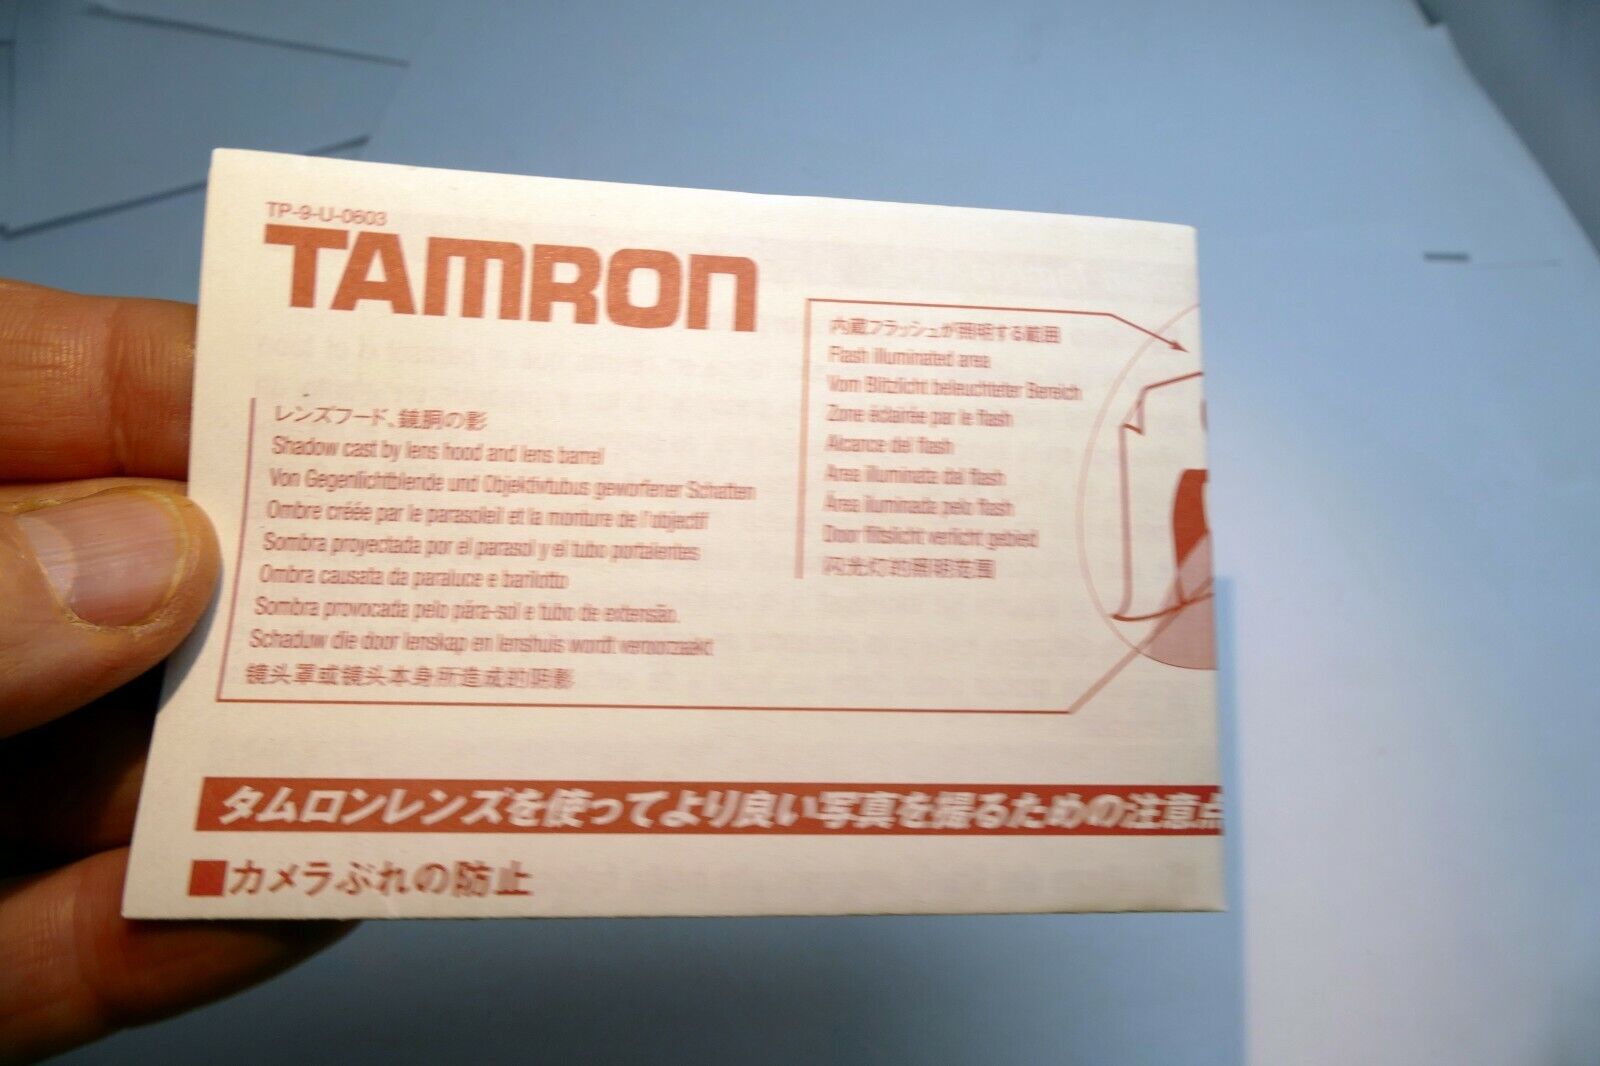 TP-9-U-0603
TAMRON
レンズフード、鏡胴の影
Shadow cast by lens hood and lens barrel
Von Gegenlichtblende und Objektivtubus geworfener Schatten
Ombre créée par le parasoleil et la monture de l'objectif
Sombra proyectada por el parasol y el tubo portalentes
Ombra causata da paraluce e barilotto
Sombra provocada pelo pára-sol e tubo de extensão.
Schaduw die door lenskap en lenshuis wordt veroorzaakt
镜头罩或镜头本身所造成的阴影
内蔵フラッシュが照明する範囲
Flash illuminated area
Vom Blitzlicht beleuchteter Bereich
Zone éclairée par le flash
Alcance del flash
Area illuminata dal flash
Área iluminada pelo flash
Door flitslicht verlicht gebied
闪光灯的照明范围
タムロンレンズを使ってより良い写真を撮るための注意点
■カメラぶれの防止